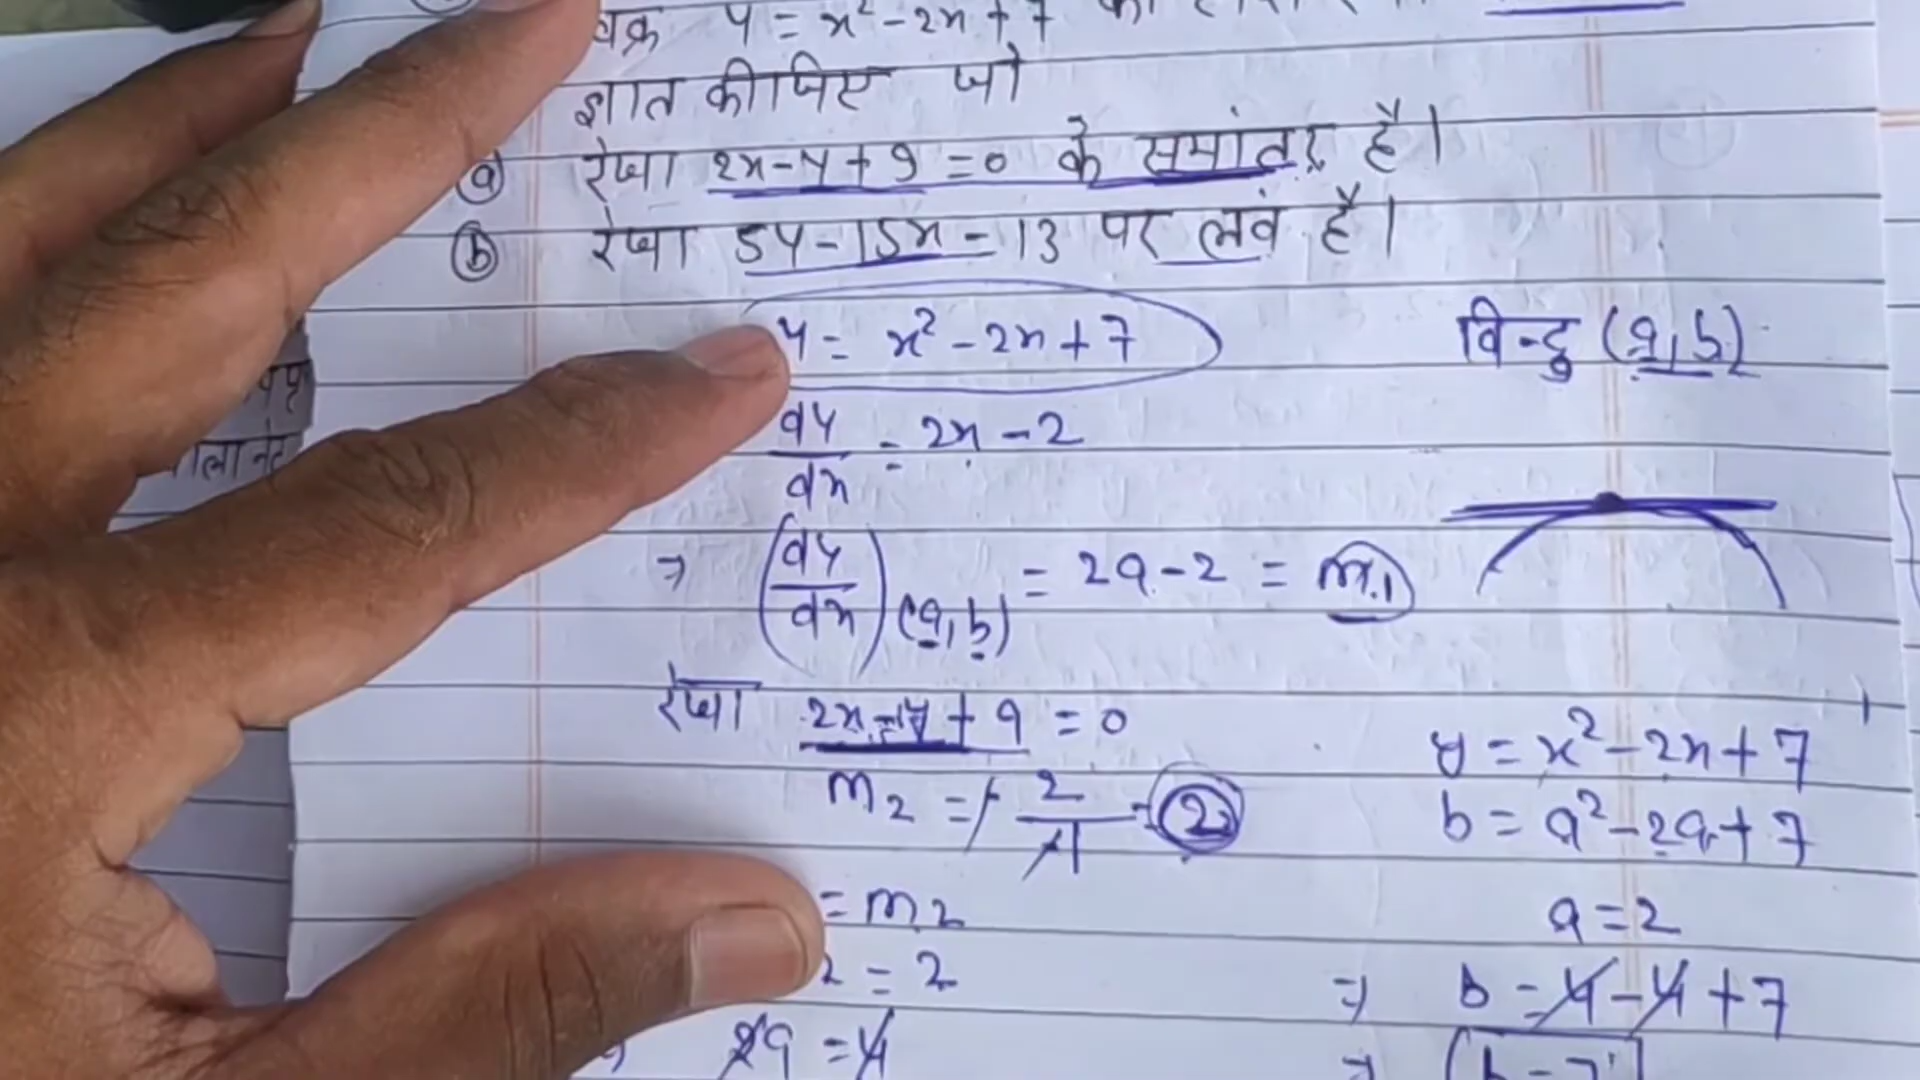 वक्र y = x² - 2x + 7
ज्ञात कीजिए जो
(a) रेखा 2x - y + 9 = 0 के समांतर है।
(b) रेखा 5y - 15x = 13 पर लंव है।
y = x² - 2x + 7
बिन्दु (a, b)
dy/dx = 2x - 2
⇒ (dy/dx)(a, b) = 2a - 2 = m₁
रेखा 2x - y + 9 = 0
m₂ = - 2/-1 = 2
= m₂
2 = 2
2a = 4
y = x² - 2x + 7
b = a² - 2a + 7
a = 2
⇒ b = 4 - 4 + 7
⇒ b = 7